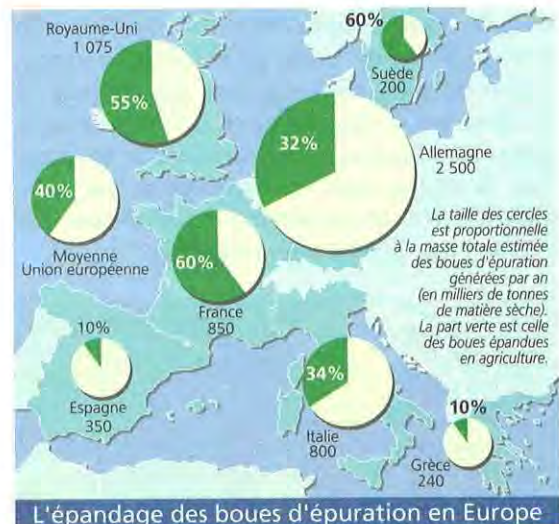 Royaume-Uni
1 075
55%
60%
Suède
200
32%
Allemagne
2 500
40%
Moyenne
Union européenne
60%
France
850
La taille des cercles
est proportionnelle
à la masse totale estimée
des boues d'épuration
générées par an
(en milliers de tonnes
de matière sèche).
La part verte est celle
des boues épandues
en agriculture.
10%
Espagne
350
34%
Italie
800
10%
Grèce
240
L'épandage des boues d'épuration en Europe